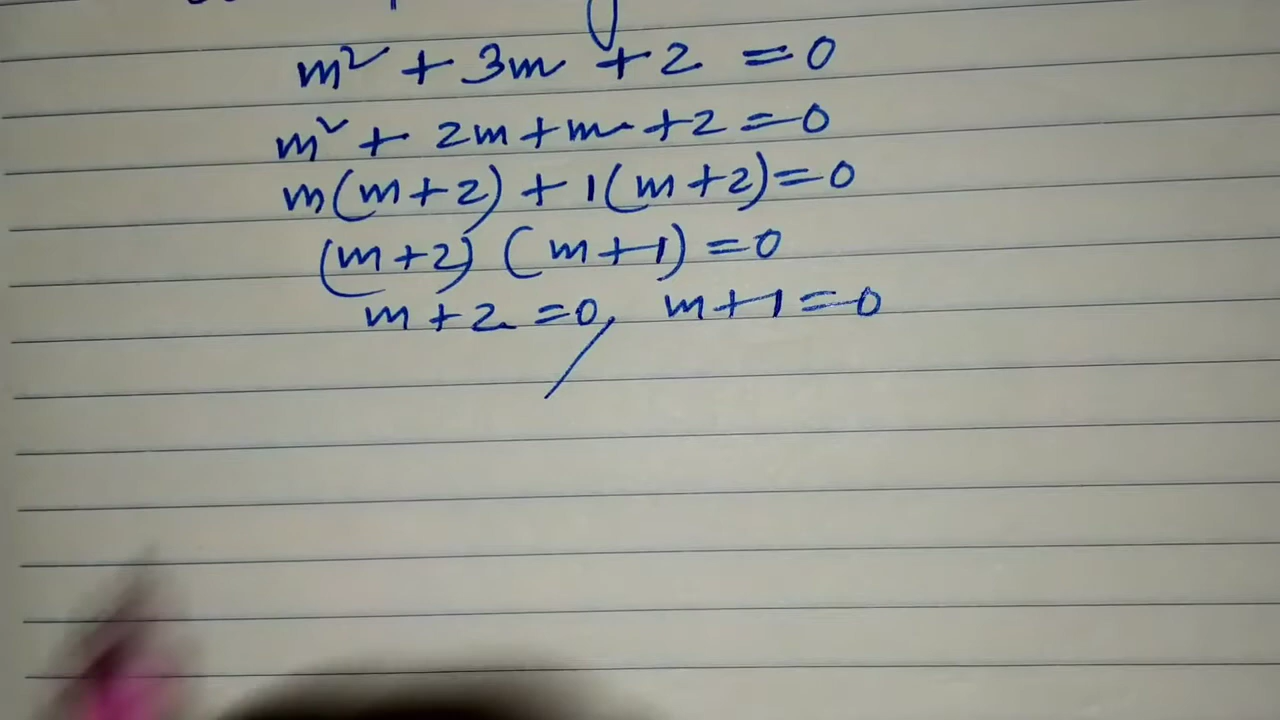 m² + 3m + 2 = 0
m² + 2m + m + 2 = 0
m(m+2) + 1(m+2) = 0
(m+2) (m+1) = 0
m + 2 = 0, m + 1 = 0